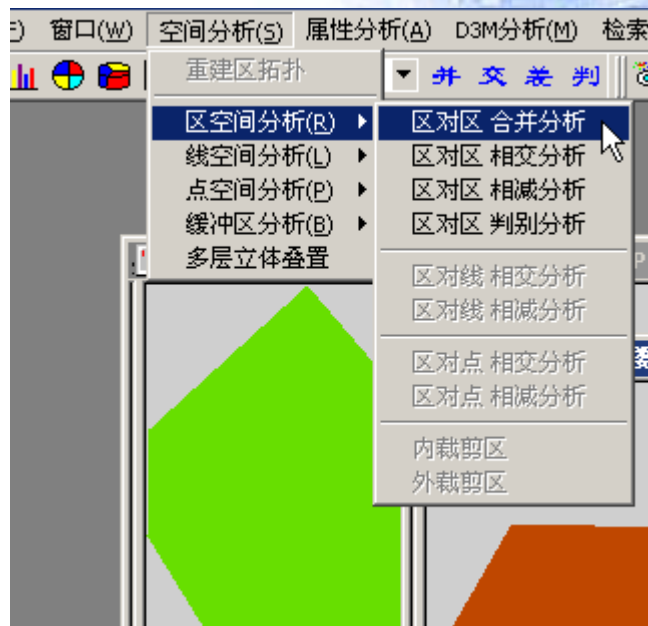 窗口(W) 空间分析(S) 属性分析(A) D3M分析(M) 检索
并 交 差 判
重建区拓扑
区空间分析(R)
线空间分析(L)
点空间分析(P)
缓冲区分析(B)
多层立体叠置
区对区 合并分析
区对区 相交分析
区对区 相减分析
区对区 判别分析
区对线 相交分析
区对线 相减分析
区对点 相交分析
区对点 相减分析
内裁剪区
外裁剪区